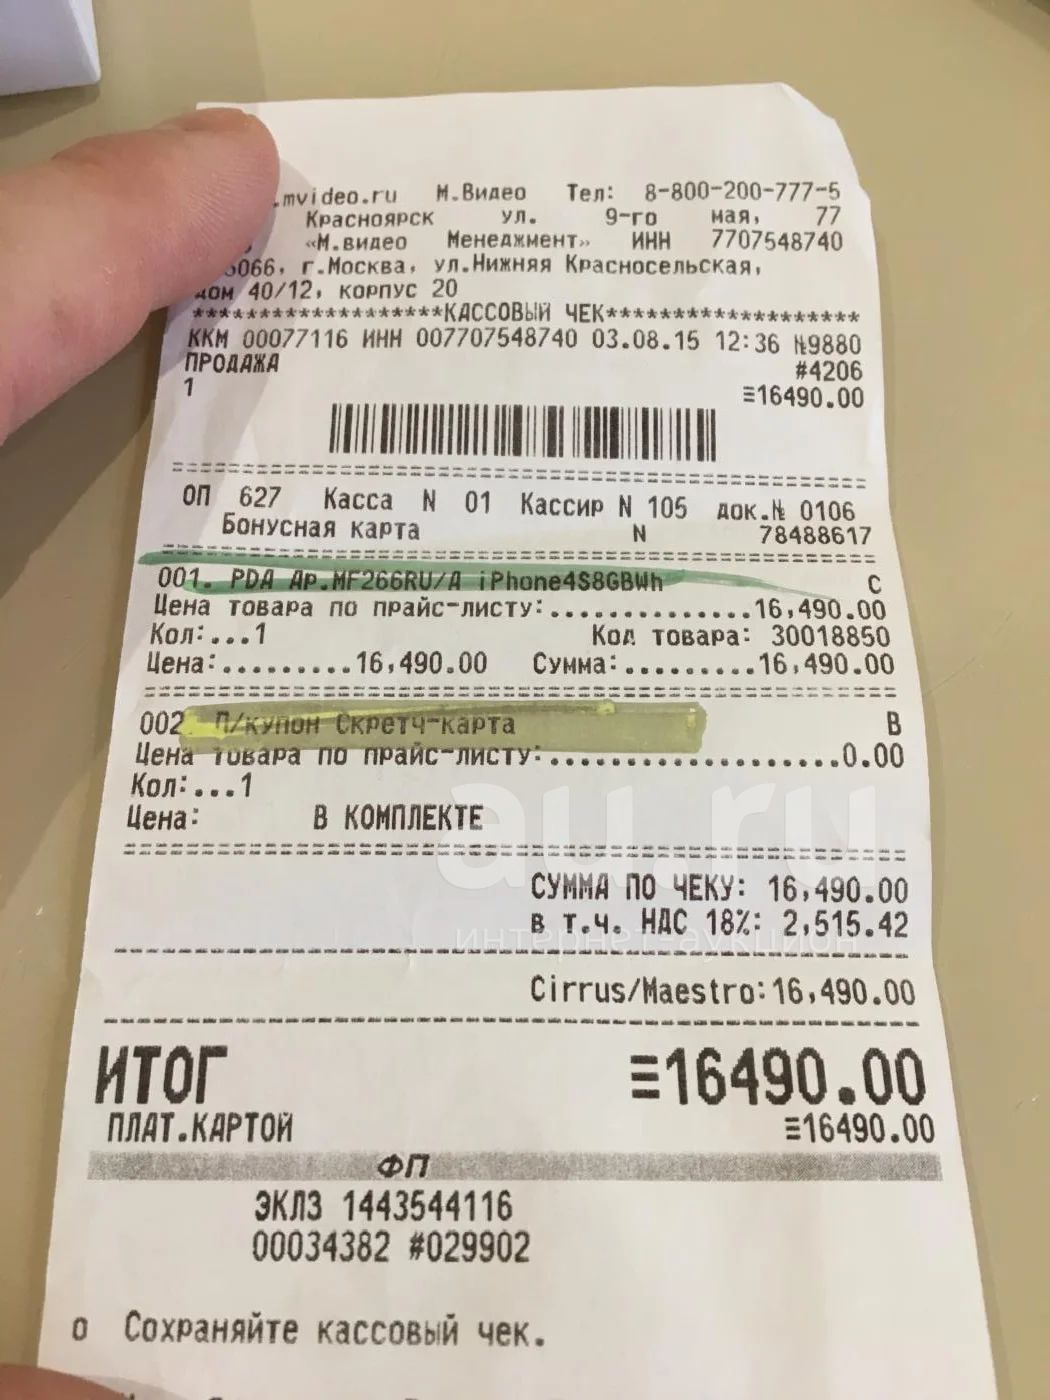 .mvideo.ru М.Видео Тел: 8-800-200-777-5
Красноярск ул. 9-го мая, 77
«М.видео Менеджмент» ИНН 7707548740
5066, г.Москва, ул.Нижняя Красносельская,
дом 40/12, корпус 20
*******************КАССОВЫЙ ЧЕК*******************
ККМ 00077116 ИНН 007707548740 03.08.15 12:36 №9880
ПРОДАЖА #4206
1 ≡16490.00
ОП 627 Касса N 01 Кассир N 105 док.№ 0106
Бонусная карта N 78488617
001. PDA Ap.MF266RU/A iPhone4S8GBWh C
Цена товара по прайс-листу:...............16,490.00
Кол:...1 Код товара: 30018850
Цена:.........16,490.00 Сумма:.........16,490.00
002 П/купон Скретч-карта В
Цена товара по прайс-листу:....................0.00
Кол:...1
Цена: В КОМПЛЕКТЕ
au.ru
СУММА ПО ЧЕКУ: 16,490.00
в т.ч. НДС 18%: 2,515.42
интернет-аукцион
Cirrus/Maestro:16,490.00
ИТОГ ≡16490.00
ПЛАТ.КАРТОЙ ≡16490.00
ФП
ЭКЛЗ 1443544116
00034382 #029902
о Сохраняйте кассовый чек.